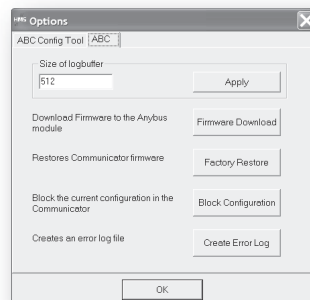 HMS Options
ABC Config Tool ABC
Size of logbuffer
512
Apply
Download Firmware to the Anybus
module
Firmware Download
Restores Communicator firmware
Factory Restore
Block the current configuration in the
Communicator
Block Configuration
Creates an error log file
Create Error Log
OK